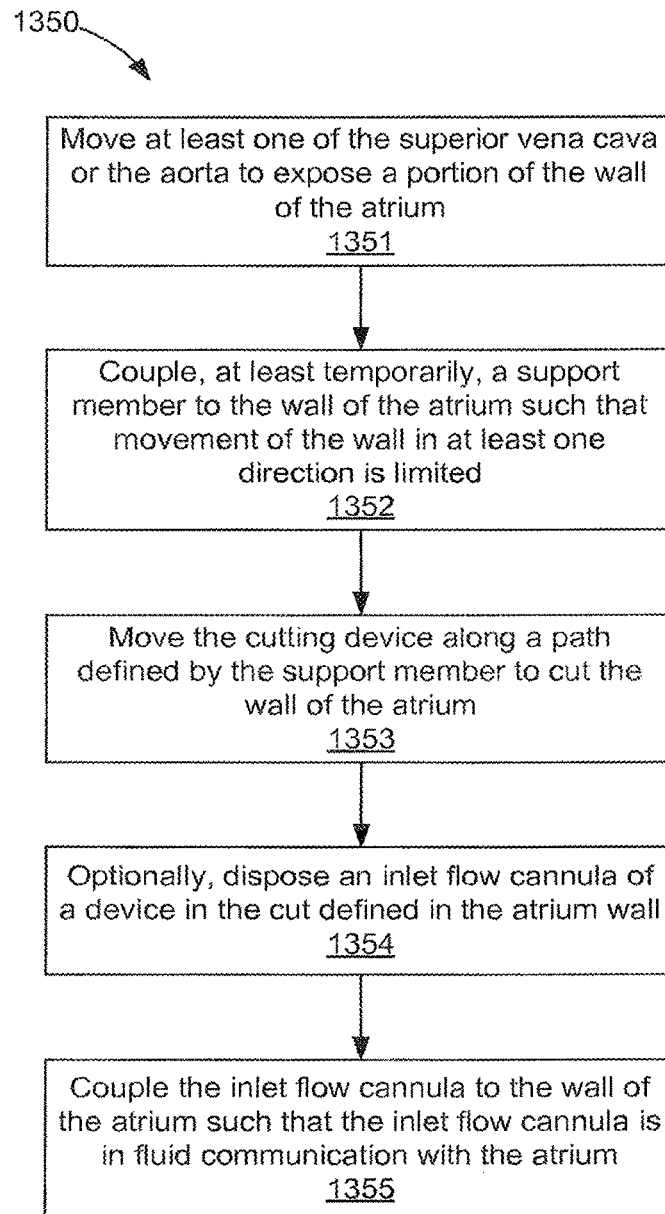 1350
Move at least one of the superior vena cava
or the aorta to expose a portion of the wall
of the atrium
1351
Couple, at least temporarily, a support
member to the wall of the atrium such that
movement of the wall in at least one
direction is limited
1352
Move the cutting device along a path
defined by the support member to cut the
wall of the atrium
1353
Optionally, dispose an inlet flow cannula of
a device in the cut defined in the atrium wall
1354
Couple the inlet flow cannula to the wall of
the atrium such that the inlet flow cannula is
in fluid communication with the atrium
1355